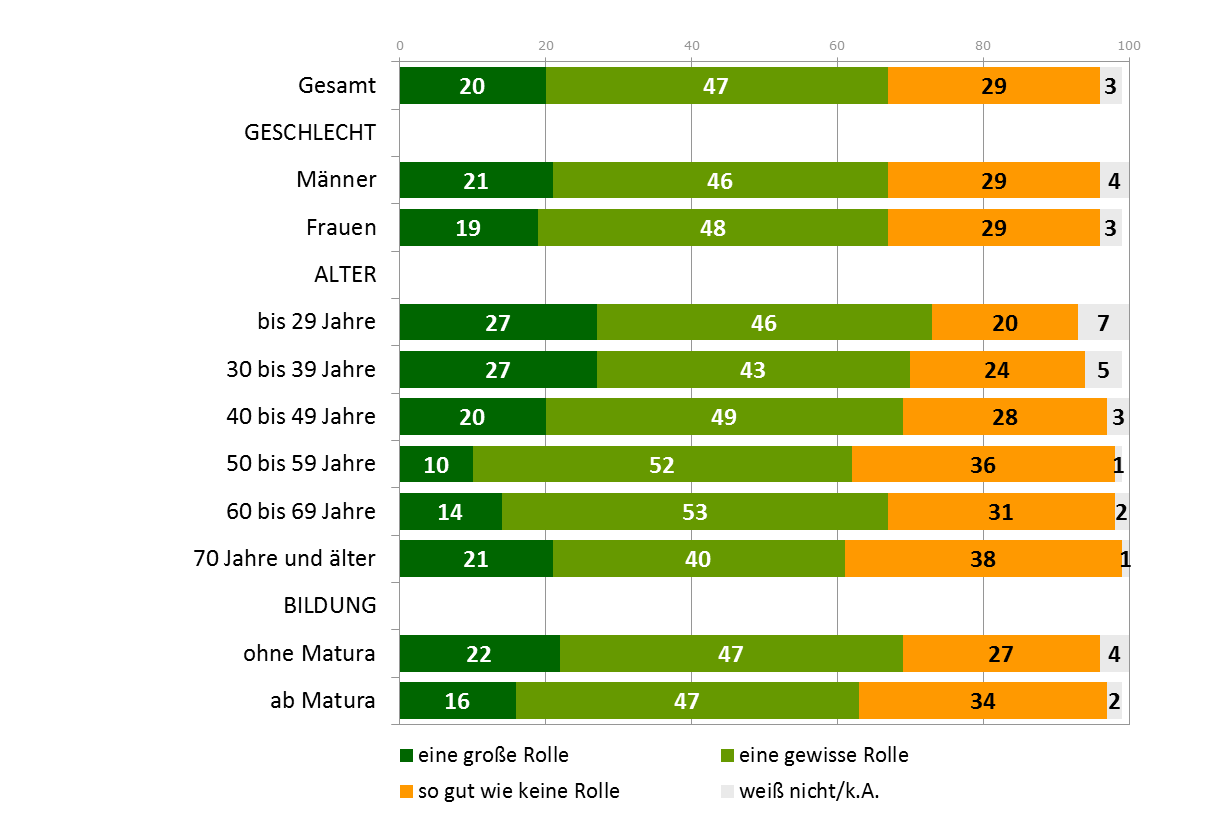 0 20 40 60 80 100
Gesamt 20 47 29 3
GESCHLECHT
Männer 21 46 29 4
Frauen 19 48 29 3
ALTER
bis 29 Jahre 27 46 20 7
30 bis 39 Jahre 27 43 24 5
40 bis 49 Jahre 20 49 28 3
50 bis 59 Jahre 10 52 36 1
60 bis 69 Jahre 14 53 31 2
70 Jahre und älter 21 40 38 1
BILDUNG
ohne Matura 22 47 27 4
ab Matura 16 47 34 2
eine große Rolle eine gewisse Rolle
so gut wie keine Rolle weiß nicht/k.A.